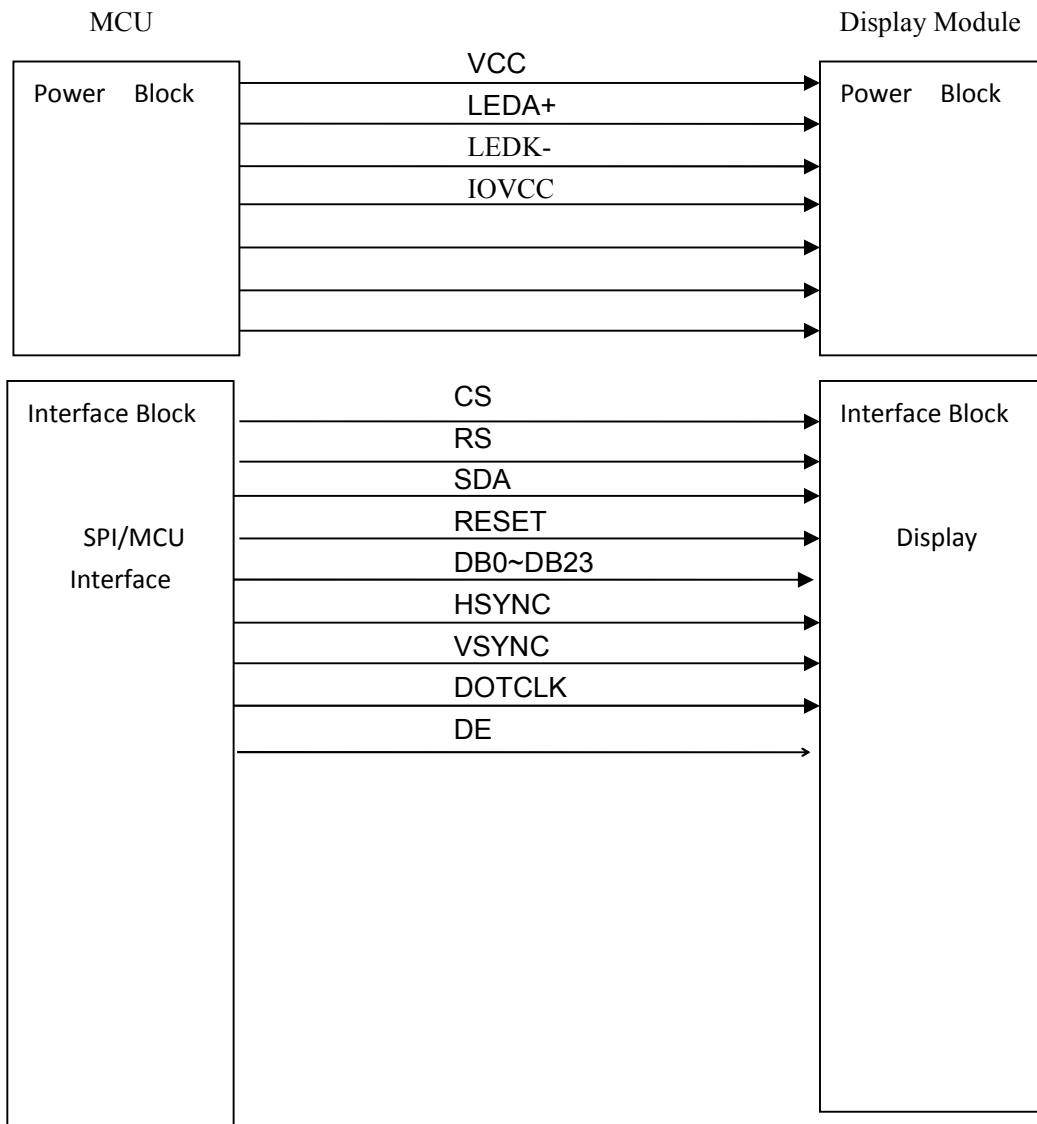 MCU
Display Module
VCC
Power Block
Power Block
LEDA+
LEDK-
IOVCC
CS
Interface Block
Interface Block
RS
SDA
RESET
SPI/MCU
Interface
Display
DB0~DB23
HSYNC
VSYNC
DOTCLK
DE